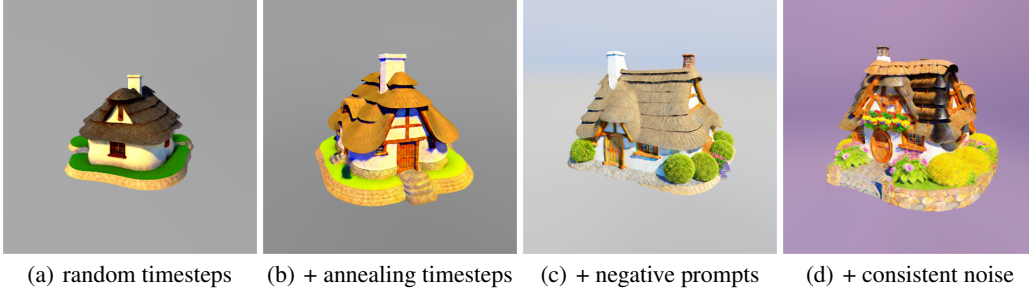 (a) random timesteps
(b) + annealing timesteps
(c) + negative prompts
(d) + consistent noise